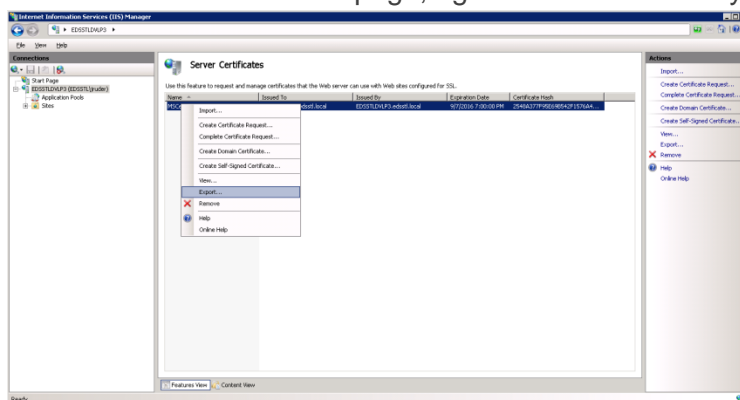 page,
Internet Information Services (IIS) Manager
EDSSTLDVLP3
File View Help
Connections
Start Page
EDSSTLDVLP3 (EDSSTL\jruder)
Application Pools
Sites
Server Certificates
Use this feature to request and manage certificates that the Web server can use with Web sites configured for SSL.
Name Issued To Issued By Expiration Date Certificate Hash
edsstl.local EDSSTLDVLP3.edsstl.local 9/7/2016 7:00:00 PM
Import...
Create Certificate Request...
Complete Certificate Request...
Create Domain Certificate...
Create Self-Signed Certificate...
View...
Export...
Remove
Help
Online Help
Features View Content View
Ready
Actions
Import...
Create Certificate Request...
Complete Certificate Request...
Create Domain Certificate...
Create Self-Signed Certificate...
View...
Export...
Remove
Help
Online Help